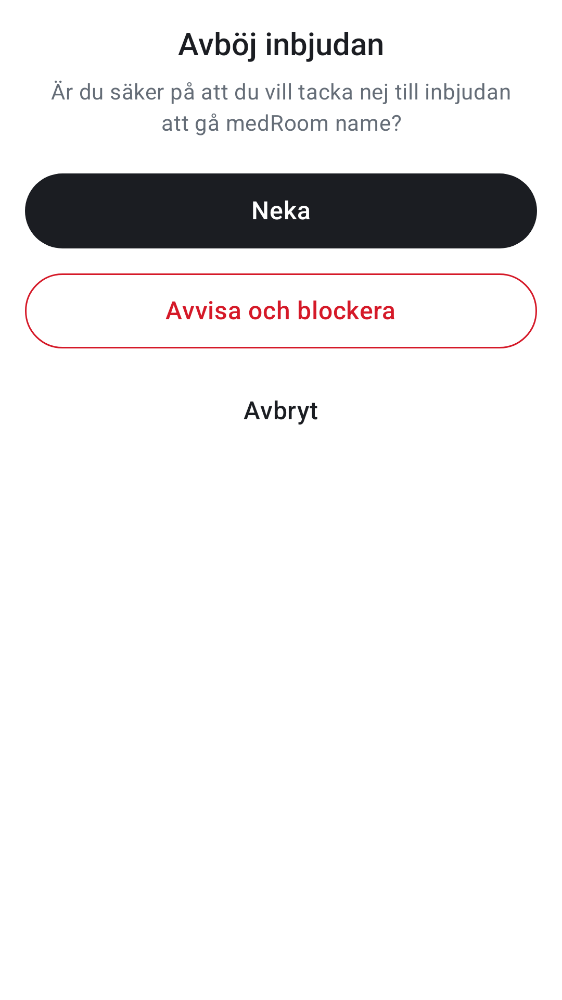 Avböj inbjudan
Är du säker på att du vill tacka nej till inbjudan
att gå medRoom name?
Neka
Avvisa och blockera
Avbryt